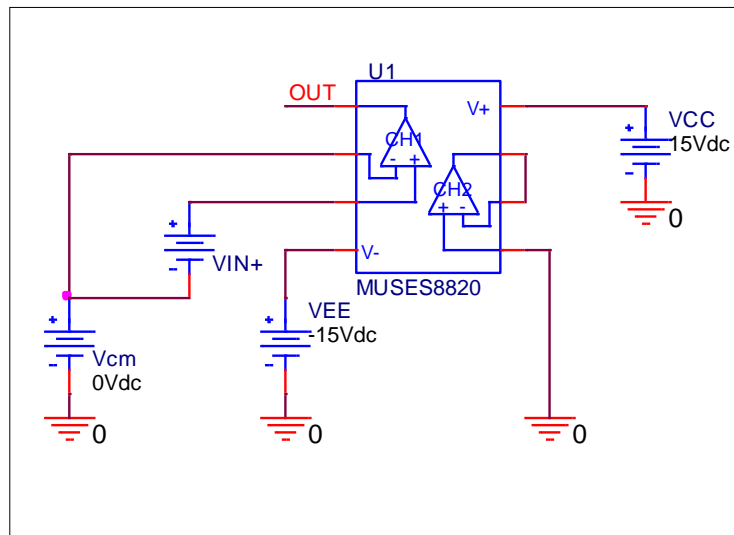 U1
OUT
V+
CH1
- +
VCC
15Vdc
+
-
CH2
+ -
0
+
-
VIN+
V-
MUSES8820
+
-
Vcm
0Vdc
+
-
VEE
-15Vdc
0
0
0